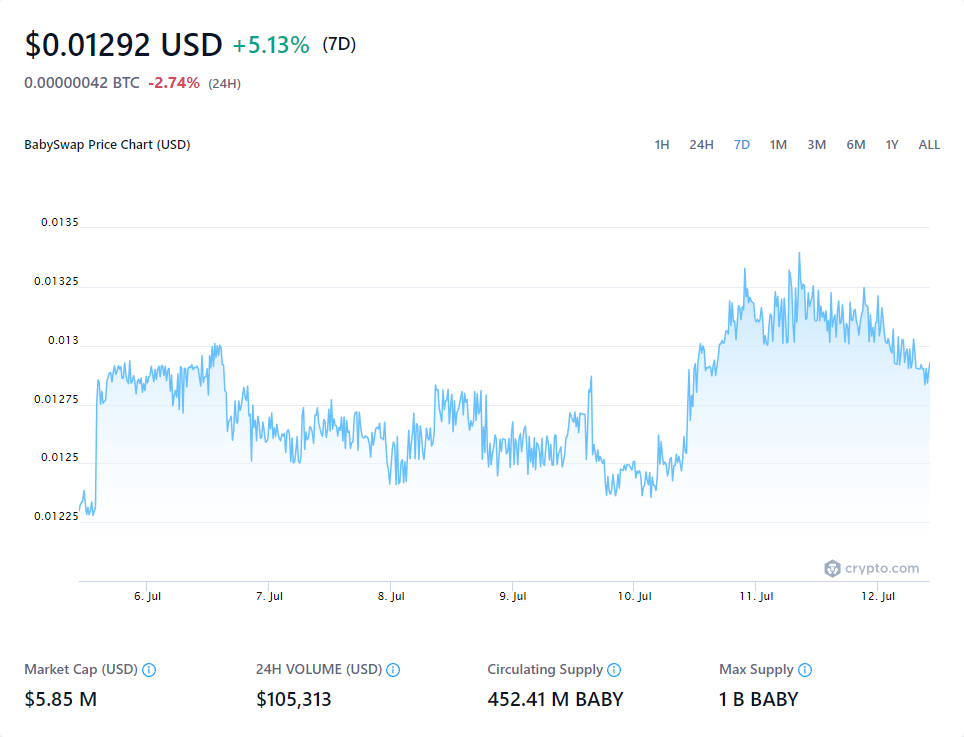 $0.01292 USD +5.13% (7D)
0.00000042 BTC -2.74% (24H)
BabySwap Price Chart (USD) 1H 24H 7D 1M 3M 6M 1Y ALL
0.0135
0.01325
0.013
0.01275
0.0125
0.01225
crypto.com
6. Jul 7. Jul 8. Jul 9. Jul 10. Jul 11. Jul 12. Jul
Market Cap (USD) 24H VOLUME (USD) Circulating Supply Max Supply
$5.85 M $105,313 452.41 M BABY 1 B BABY